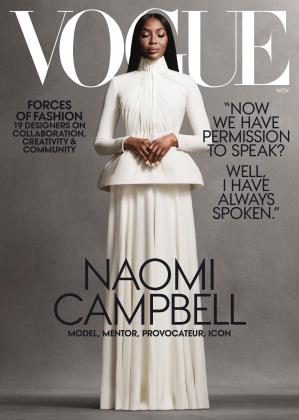 VOGUE
NOV
FORCES
OF FASHION
19 DESIGNERS ON
COLLABORATION,
CREATIVITY &
COMMUNITY
“NOW
WE HAVE
PERMISSION
TO SPEAK?
WELL,
I HAVE
ALWAYS
SPOKEN.”
NAOMI
CAMPBELL
MODEL, MENTOR, PROVOCATEUR, ICON